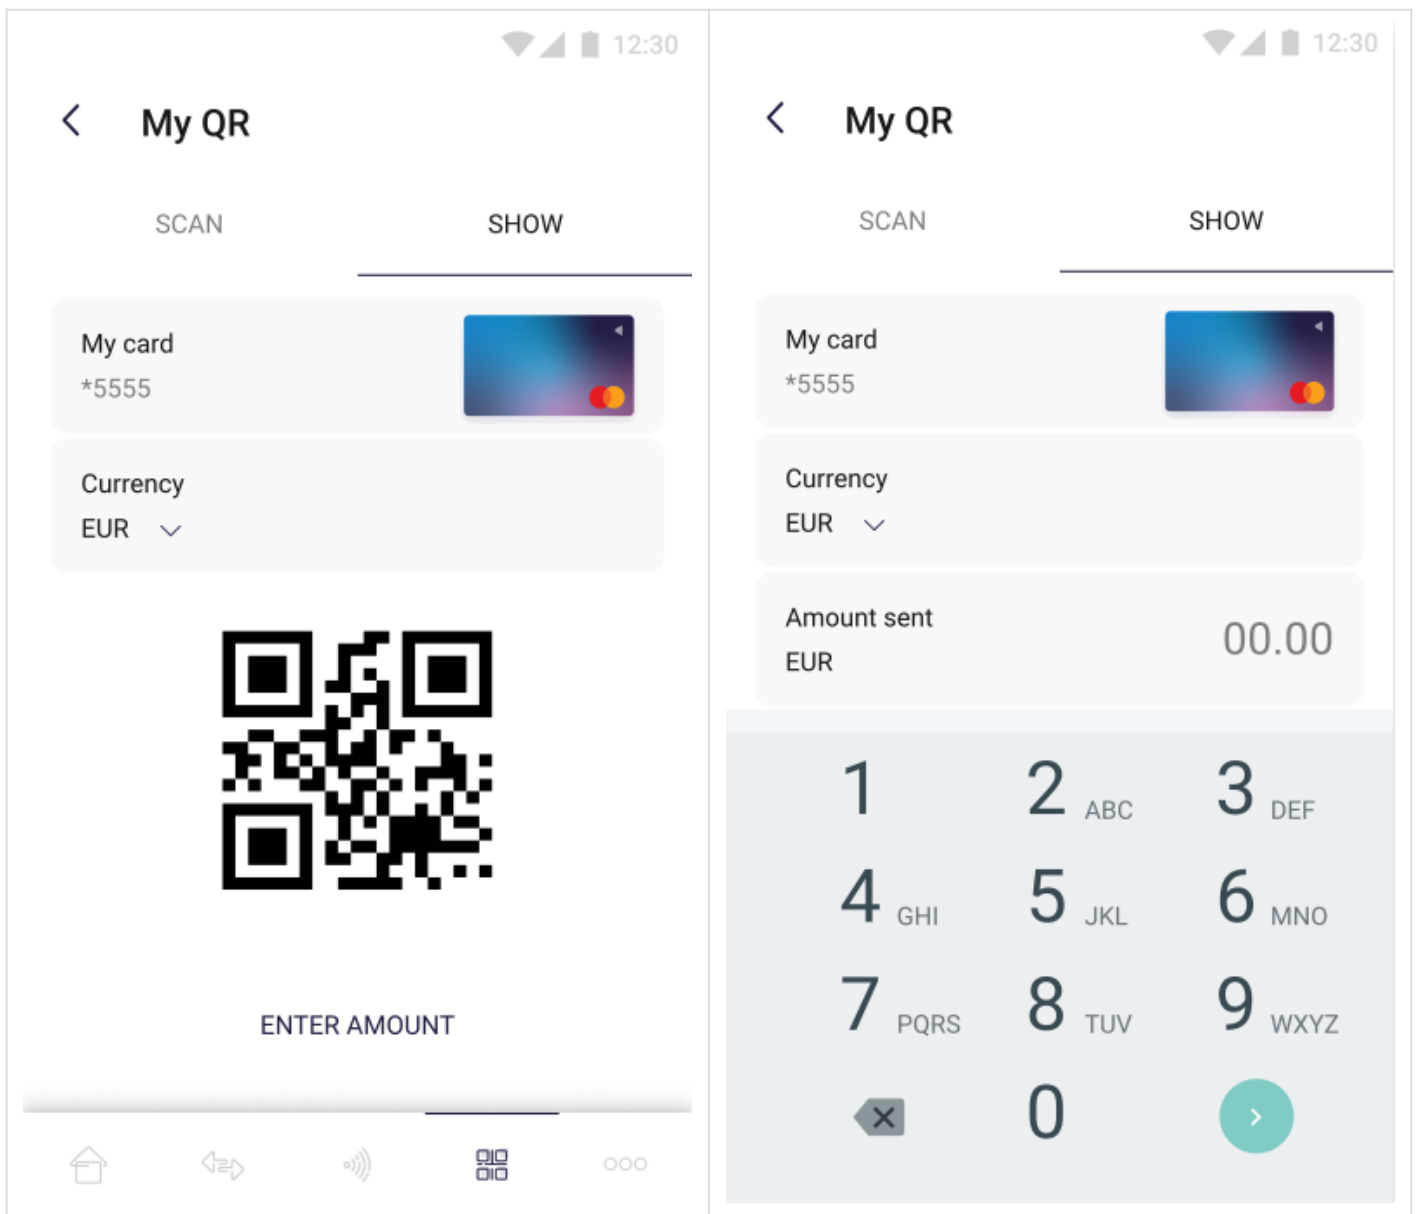 12:30
My QR
SCAN SHOW
My card
*5555
Currency
EUR
ENTER AMOUNT
12:30
My QR
SCAN SHOW
My card
*5555
Currency
EUR
Amount sent
EUR
00.00
1 2 ABC 3 DEF
4 GHI 5 JKL 6 MNO
7 PQRS 8 TUV 9 WXYZ
0